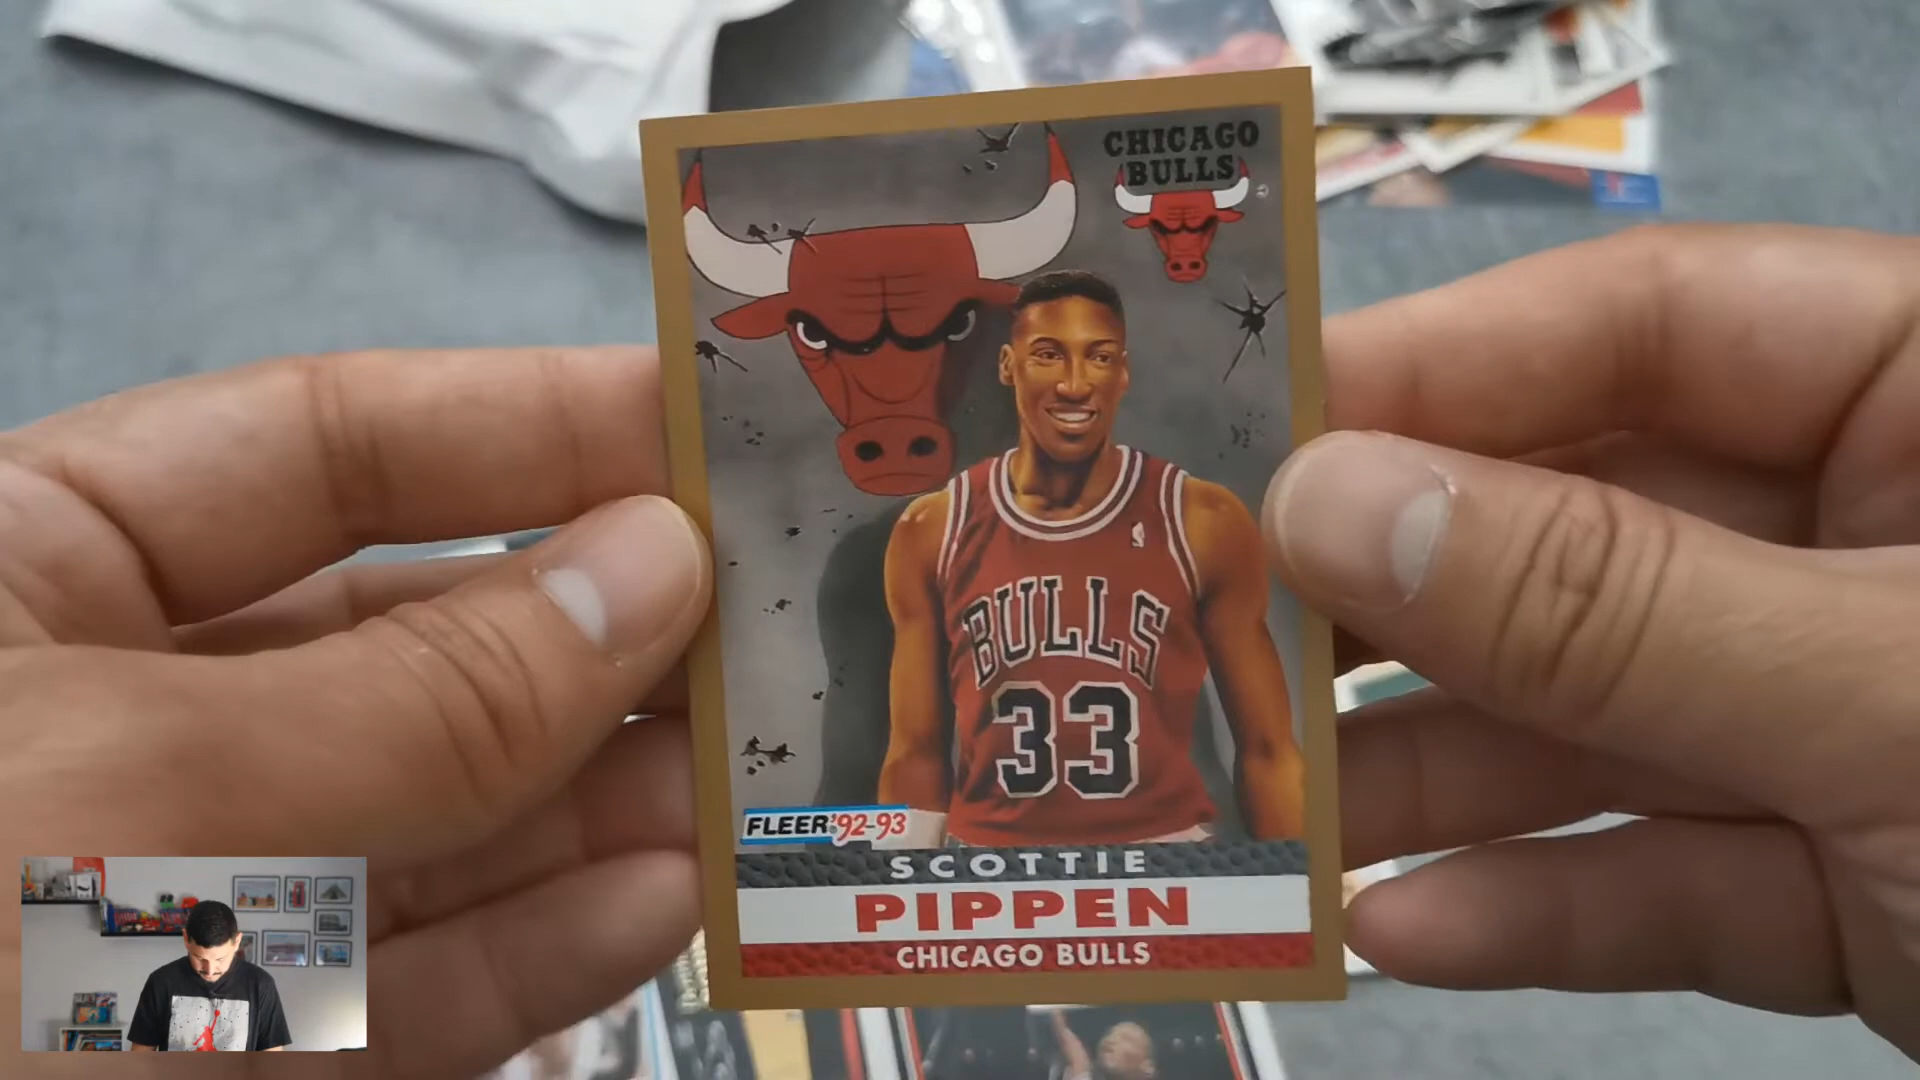 CHICAGO
BULLS
BULLS
33
FLEER '92-93
SCOTTIE
PIPPEN
CHICAGO BULLS